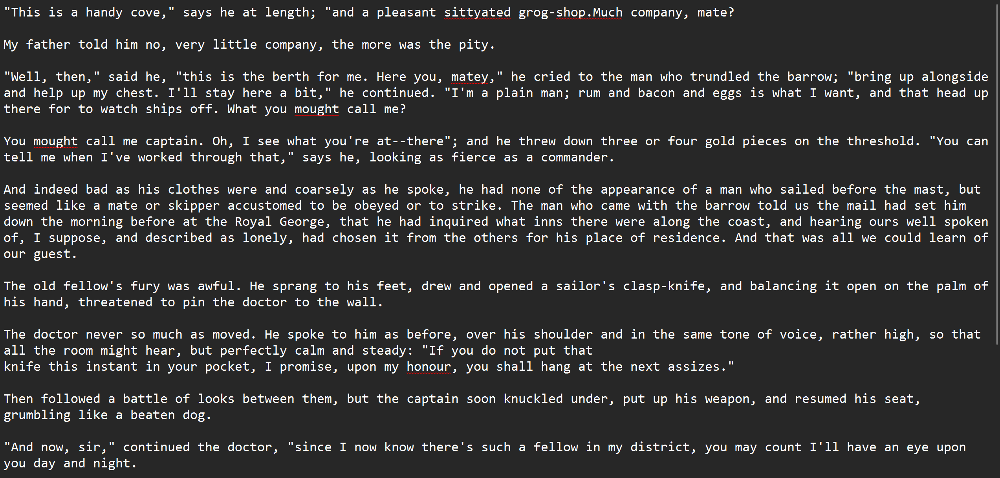 "This is a handy cove," says he at length; "and a pleasant sittyated grog-shop.Much company, mate?
My father told him no, very little company, the more was the pity.
"Well, then," said he, "this is the berth for me. Here you, matey," he cried to the man who trundled the barrow; "bring up alongside
and help up my chest. I'll stay here a bit," he continued. "I'm a plain man; rum and bacon and eggs is what I want, and that head up
there for to watch ships off. What you mought call me?
You mought call me captain. Oh, I see what you're at--there"; and he threw down three or four gold pieces on the threshold. "You can
tell me when I've worked through that," says he, looking as fierce as a commander.
And indeed bad as his clothes were and coarsely as he spoke, he had none of the appearance of a man who sailed before the mast, but
seemed like a mate or skipper accustomed to be obeyed or to strike. The man who came with the barrow told us the mail had set him
down the morning before at the Royal George, that he had inquired what inns there were along the coast, and hearing ours well spoken
of, I suppose, and described as lonely, had chosen it from the others for his place of residence. And that was all we could learn of
our guest.
The old fellow's fury was awful. He sprang to his feet, drew and opened a sailor's clasp-knife, and balancing it open on the palm of
his hand, threatened to pin the doctor to the wall.
The doctor never so much as moved. He spoke to him as before, over his shoulder and in the same tone of voice, rather high, so that
all the room might hear, but perfectly calm and steady: "If you do not put that
knife this instant in your pocket, I promise, upon my honour, you shall hang at the next assizes."
Then followed a battle of looks between them, but the captain soon knuckled under, put up his weapon, and resumed his seat,
grumbling like a beaten dog.
"And now, sir," continued the doctor, "since I now know there's such a fellow in my district, you may count I'll have an eye upon
you day and night.